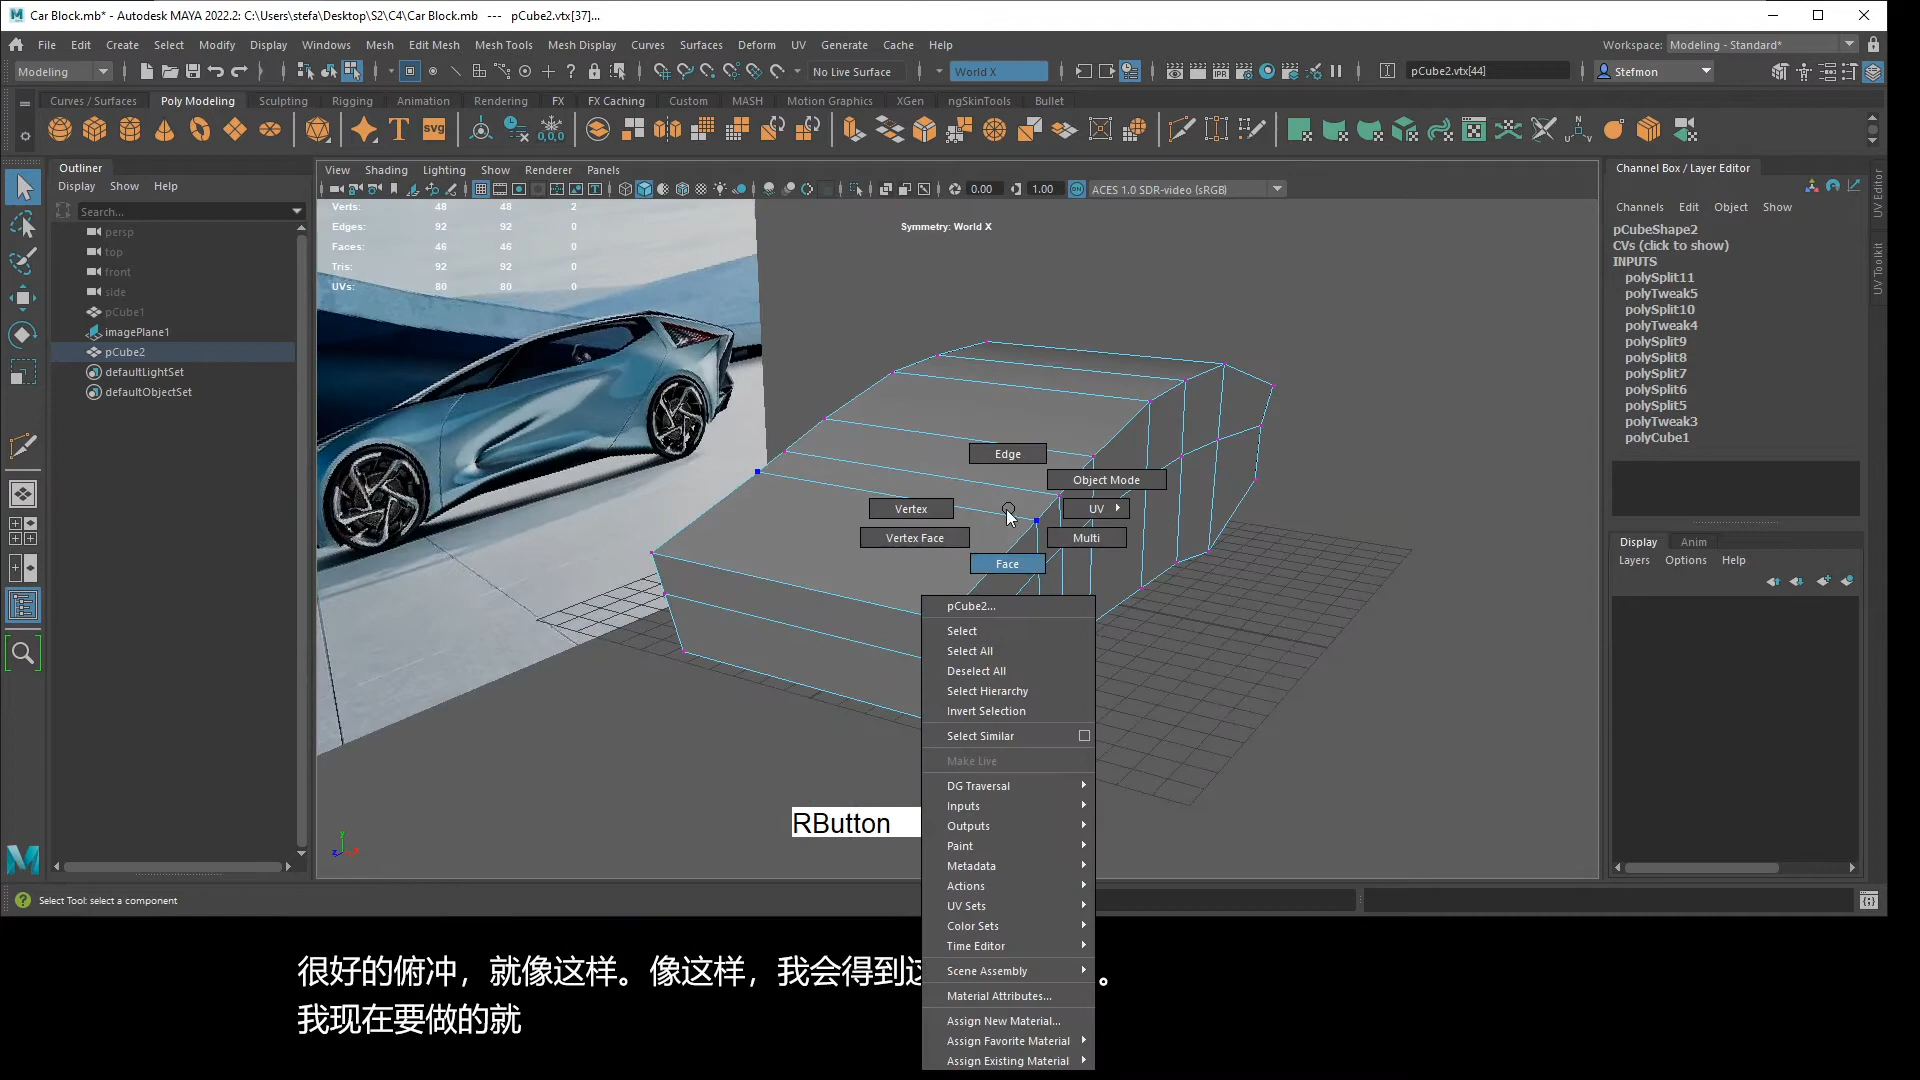 Car Block.mb* - Autodesk MAYA 2022.2: C:\Users\stefa\Desktop\S2\C4\Car Block.mb --- pCube2.vtx[37]...
File Edit Create Select Modify Display Windows Mesh Edit Mesh Mesh Tools Mesh Display Curves Surfaces Deform UV Generate Cache Help
Workspace: Modeling - Standard*
Modeling
No Live Surface
World X
pCube2.vtx[44]
Stefmon
Curves / Surfaces Poly Modeling Sculpting Rigging Animation Rendering FX FX Caching Custom MASH Motion Graphics XGen ngSkinTools Bullet
svg
0,0,0
IPR
Outliner
Display Show Help
Search...
persp
top
front
side
pCube1
imagePlane1
pCube2
defaultLightSet
defaultObjectSet
View Shading Lighting Show Renderer Panels
0.00
1.00
ON
ACES 1.0 SDR-video (sRGB)
Verts: 48 48 2
Edges: 92 92 0
Faces: 46 46 0
Tris: 92 92 0
UVs: 80 80 0
Symmetry: World X
Edge
Object Mode
Vertex
UV
Vertex Face
Multi
Face
pCube2...
Select
Select All
Deselect All
Select Hierarchy
Invert Selection
Select Similar
Make Live
DG Traversal
Inputs
Outputs
Paint
Metadata
Actions
UV Sets
Color Sets
Time Editor
Scene Assembly
Material Attributes...
Assign New Material...
Assign Favorite Material
Assign Existing Material
RButton
Channel Box / Layer Editor
Channels Edit Object Show
pCubeShape2
CVs (click to show)
INPUTS
polySplit11
polyTweak5
polySplit10
polyTweak4
polySplit9
polySplit8
polySplit7
polySplit6
polySplit5
polyTweak3
polyCube1
Display Anim
Layers Options Help
UV Editor
UV Toolkit
Select Tool: select a component
很好的俯冲，就像这样。像这样，我会得到 。
我现在要做的就